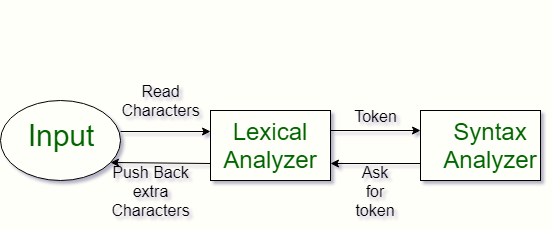 Input
Read
Characters
Push Back
extra
Characters
Lexical
Analyzer
Token
Ask
for
token
Syntax
Analyzer